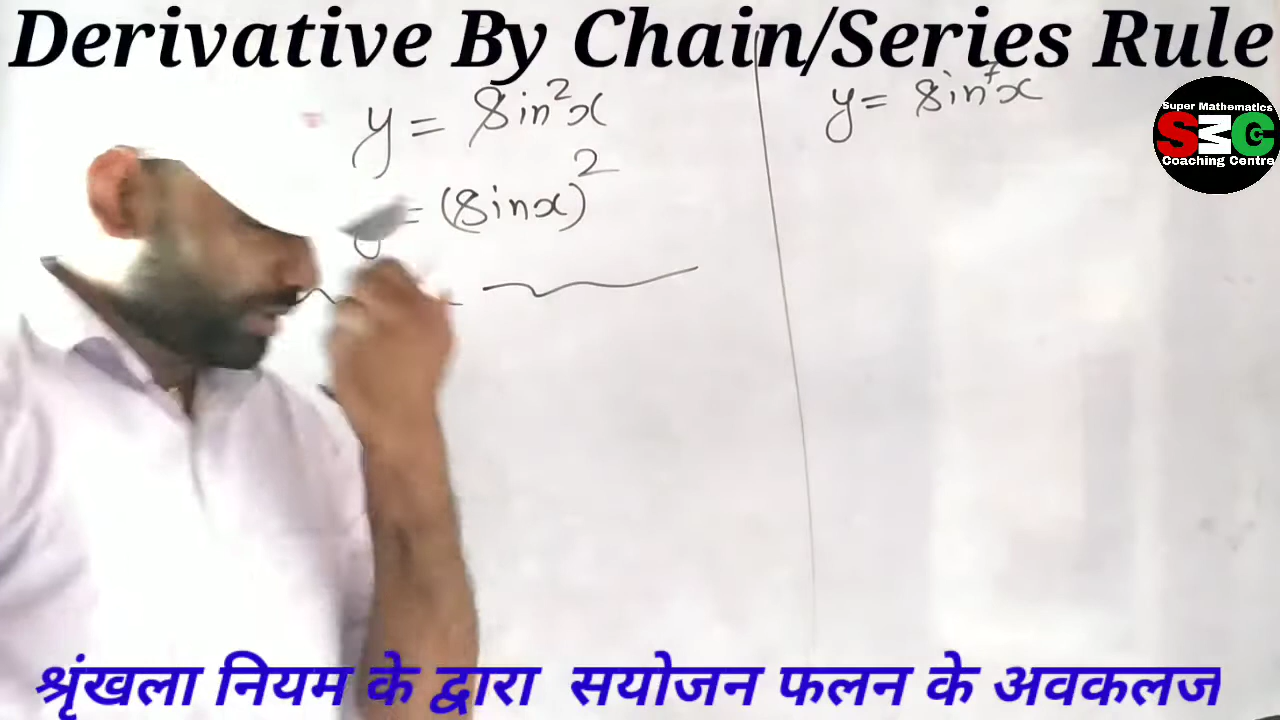 Derivative By Chain/Series Rule
y = Sin²x
= (Sinx)²
y = Sin⁷x
Super Mathematics
SMC
Coaching Centre
श्रृंखला नियम के द्वारा सयोजन फलन के अवकलज